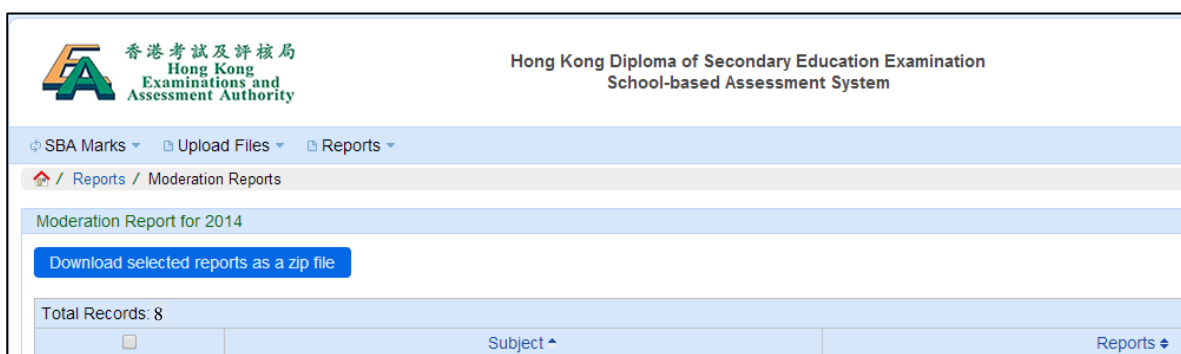 香港考試及評核局
Hong Kong
Examinations and
Assessment Authority
Hong Kong Diploma of Secondary Education Examination
School-based Assessment System
SBA Marks Upload Files Reports
/ Reports / Moderation Reports
Moderation Report for 2014
Download selected reports as a zip file
Total Records: 8
Subject Reports